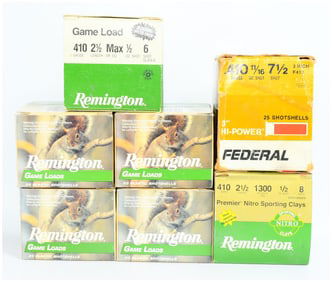 Game Load
410 2½ Max ½ 6
Remington.
.410 11/16 7½
25 SHOTSHELLS
3"
HI-POWER
FEDERAL
Remington.
GAME LOADS
Remington.
GAME LOADS
Remington.
GAME LOADS
Remington.
GAME LOADS
410 2½ 1300 ½ 8
Premier Nitro Sporting Clays
NITRO
Remington.